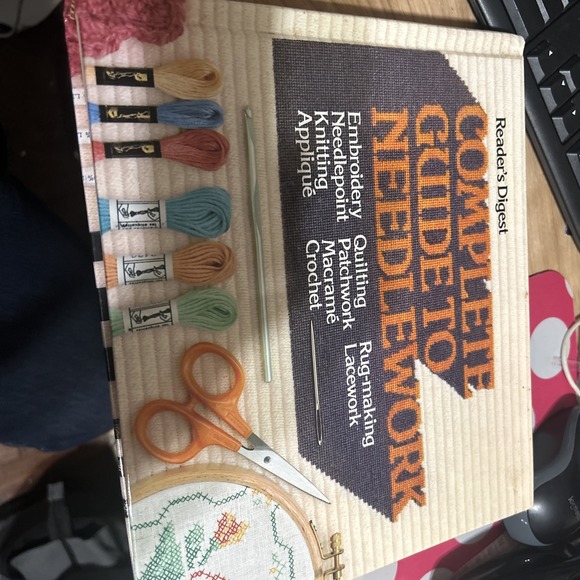 Reader's Digest
COMPLETE
GUIDE TO
NEEDLEWORK
Embroidery
Needlepoint
Knitting
Appliqué
Quilting
Patchwork
Macramé
Crochet
Rug-making
Lacework